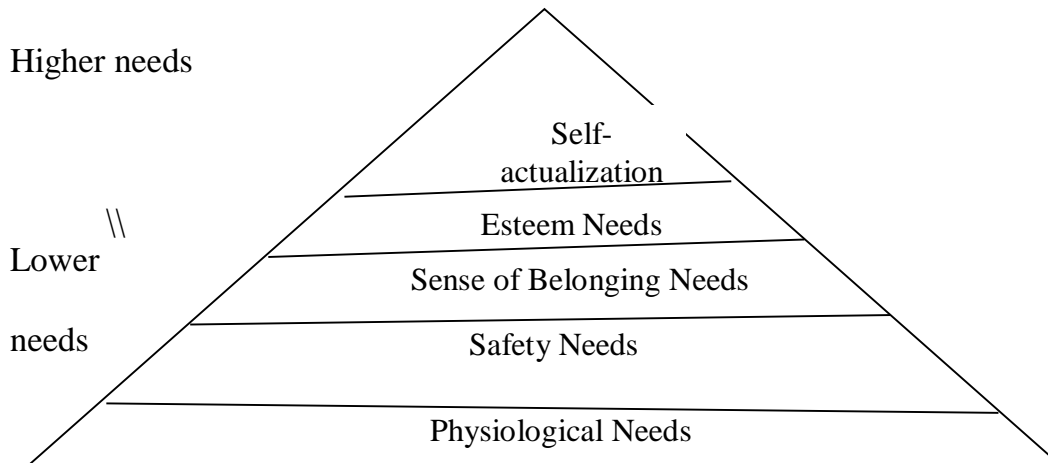 Higher needs
Self-
actualization
\\
Esteem Needs
Lower
Sense of Belonging Needs
needs
Safety Needs
Physiological Needs